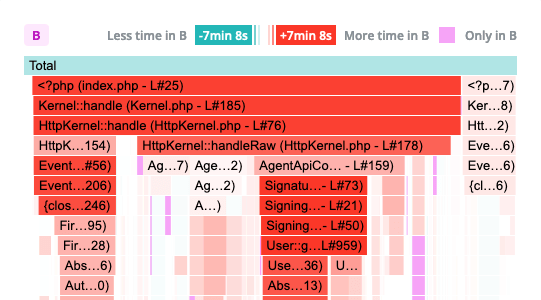 B Less time in B -7min 8s +7min 8s More time in B Only in B
Total
<?php (index.php - L#25) <?p...7)
Kernel::handle (Kernel.php - L#185) Ker...8)
HttpKernel::handle (HttpKernel.php - L#76) Htt...2)
HttpK...154) HttpKernel::handleRaw (HttpKernel.php - L#178) Eve...6)
Event...#56) Ag...7) Age...2) AgentApiCo... - L#159) Eve...6)
Event...206) Ag...2) Signatu...- L#73) {cl...6)
{clos...246) A...) Signing...- L#21)
Fir...95) Signing...- L#50)
Fir...28) User::g...L#959)
Abs...6) Use...36) U...
Aut...0) Abs...13)